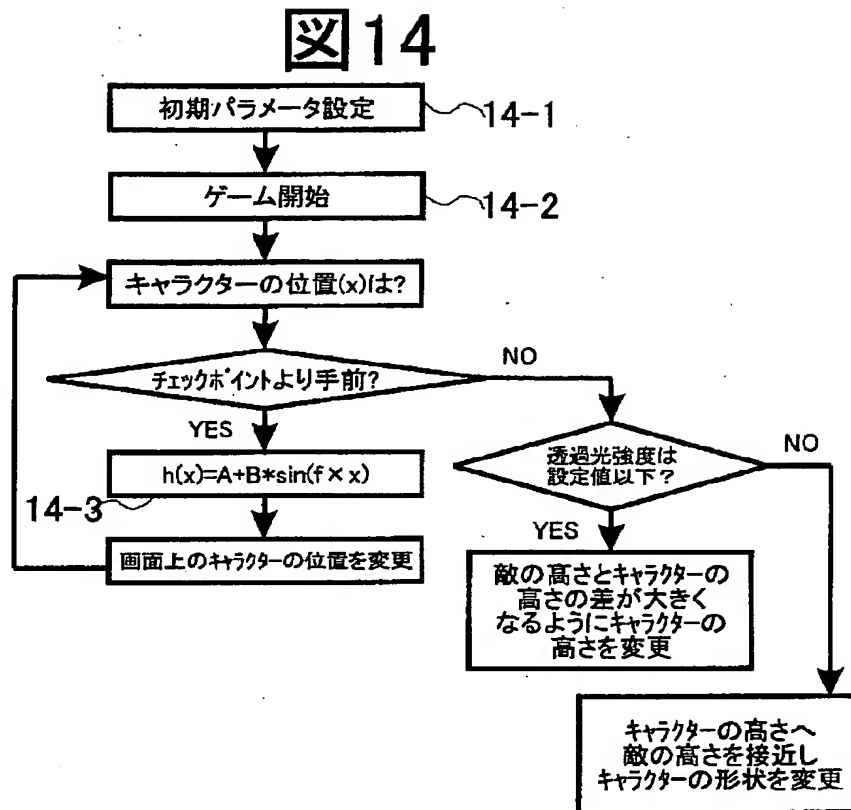 図14
初期パラメータ設定
14-1
ゲーム開始
14-2
キャラクターの位置(x)は?
チェックポイントより手前?
NO
YES
h(x)=A+B*sin(f×x)
14-3
画面上のキャラクターの位置を変更
透過光強度は
設定値以下?
NO
YES
敵の高さとキャラクターの
高さの差が大きく
なるようにキャラクターの
高さを変更
キャラクターの高さへ
敵の高さを接近し
キャラクターの形状を変更